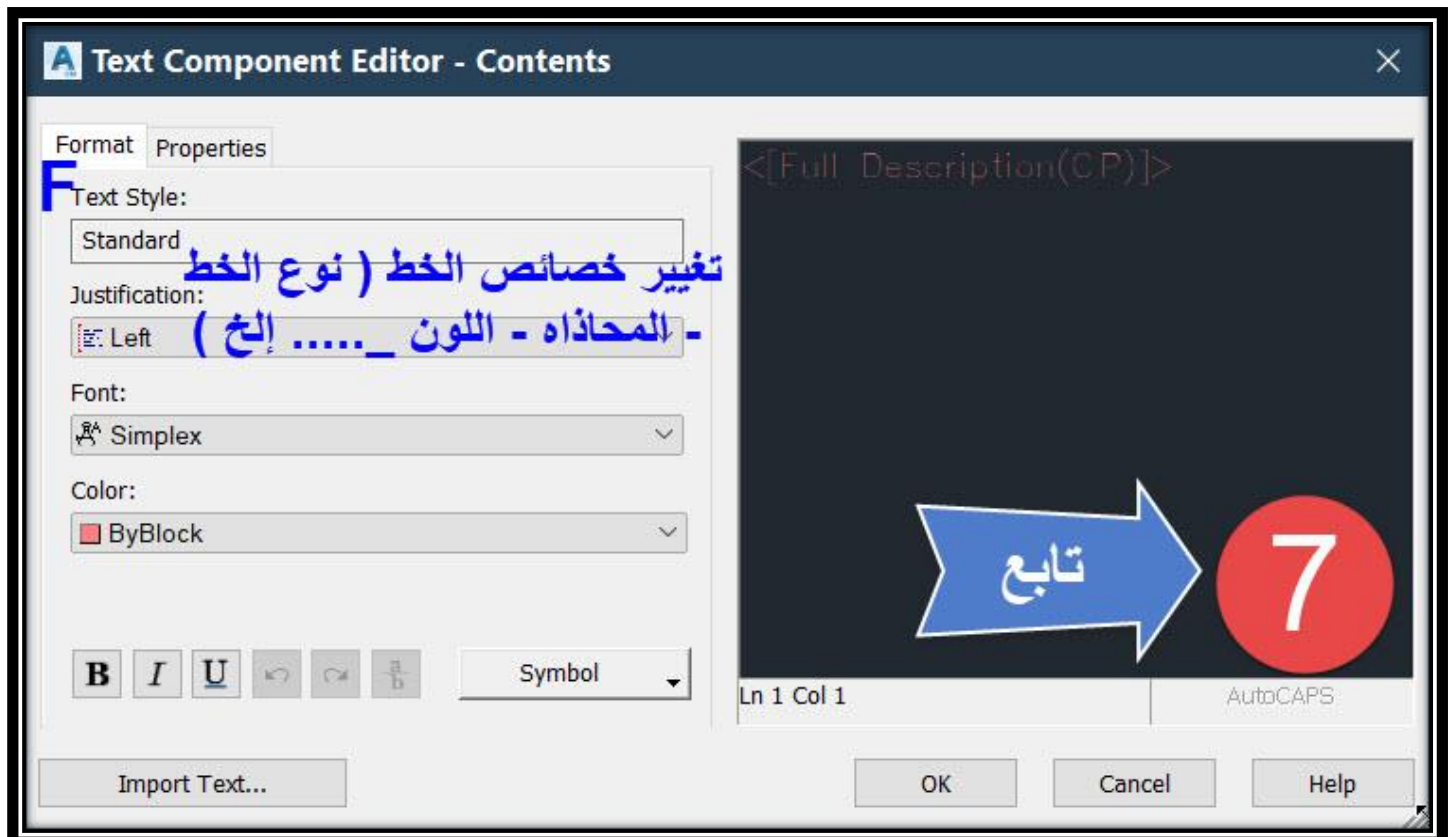 Text Component Editor - Contents
Format Properties
F
Text Style:
Standard
تغيير خصائص الخط ( نوع الخط
- المحاذاه - اللون _..... إلخ )
Justification:
Left
Font:
Simplex
Color:
ByBlock
B I U a/b Symbol
<[Full Description(CP)]>
تابع
7
Ln 1 Col 1 AutoCAPS
Import Text... OK Cancel Help